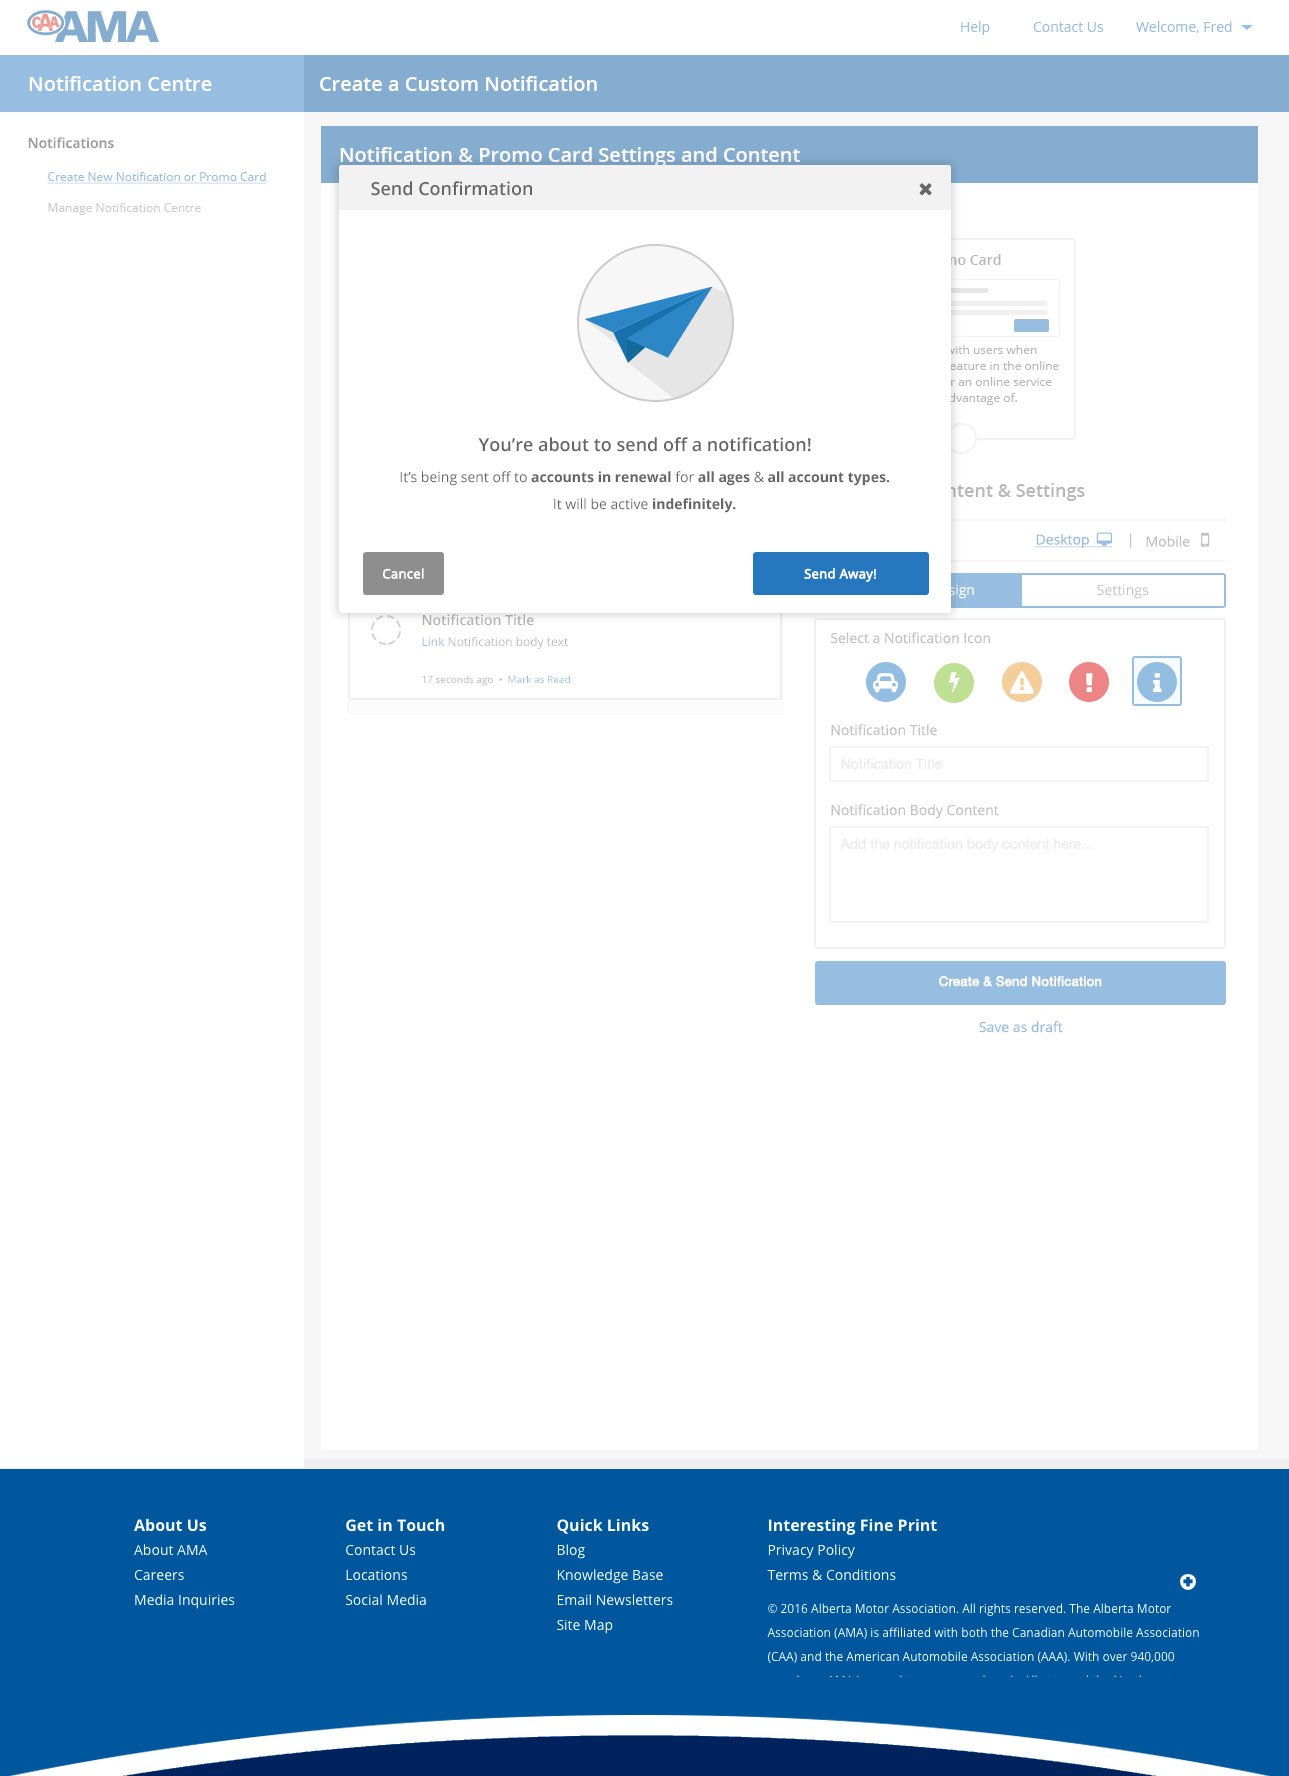 CAA AMA
Help
Contact Us
Welcome, Fred
Notification Centre
Create a Custom Notification
Notifications
Create New Notification or Promo Card
Manage Notification Centre
Notification & Promo Card Settings and Content
Send Confirmation
You're about to send off a notification!
It's being sent off to accounts in renewal for all ages & all account types.
It will be active indefinitely.
Cancel
Send Away!
Card
with users when
feature in the online
an online service
dvantage of.
& Settings
Desktop | Mobile
Settings
Notification Title
Link Notification body text
17 seconds ago • Mark as Read
Select a Notification Icon
Notification Title
Notification Title
Notification Body Content
Add the notification body content here...
Create & Send Notification
Save as draft
About Us
About AMA
Careers
Media Inquiries
Get in Touch
Contact Us
Locations
Social Media
Quick Links
Blog
Knowledge Base
Email Newsletters
Site Map
Interesting Fine Print
Privacy Policy
Terms & Conditions
© 2016 Alberta Motor Association. All rights reserved. The Alberta Motor
Association (AMA) is affiliated with both the Canadian Automobile Association
(CAA) and the American Automobile Association (AAA). With over 940,000